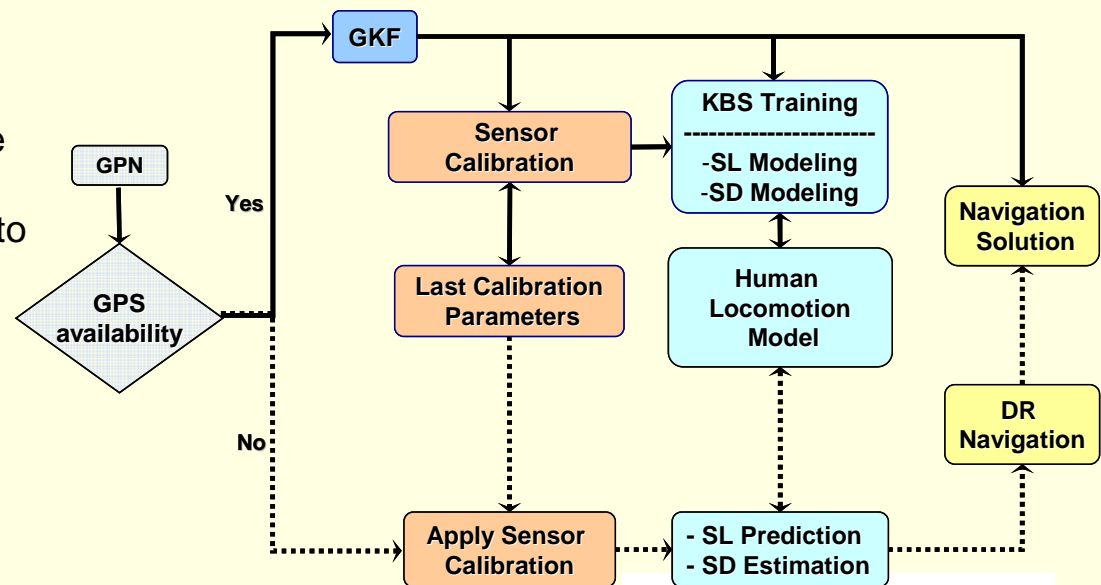 GKF
e
to
GPN
GPS
availability
Yes
No
Sensor
Calibration
KBS Training
-----------------------
-SL Modeling
-SD Modeling
Navigation
Solution
Last Calibration
Parameters
Human
Locomotion
Model
DR
Navigation
Apply Sensor
Calibration
- SL Prediction
- SD Estimation